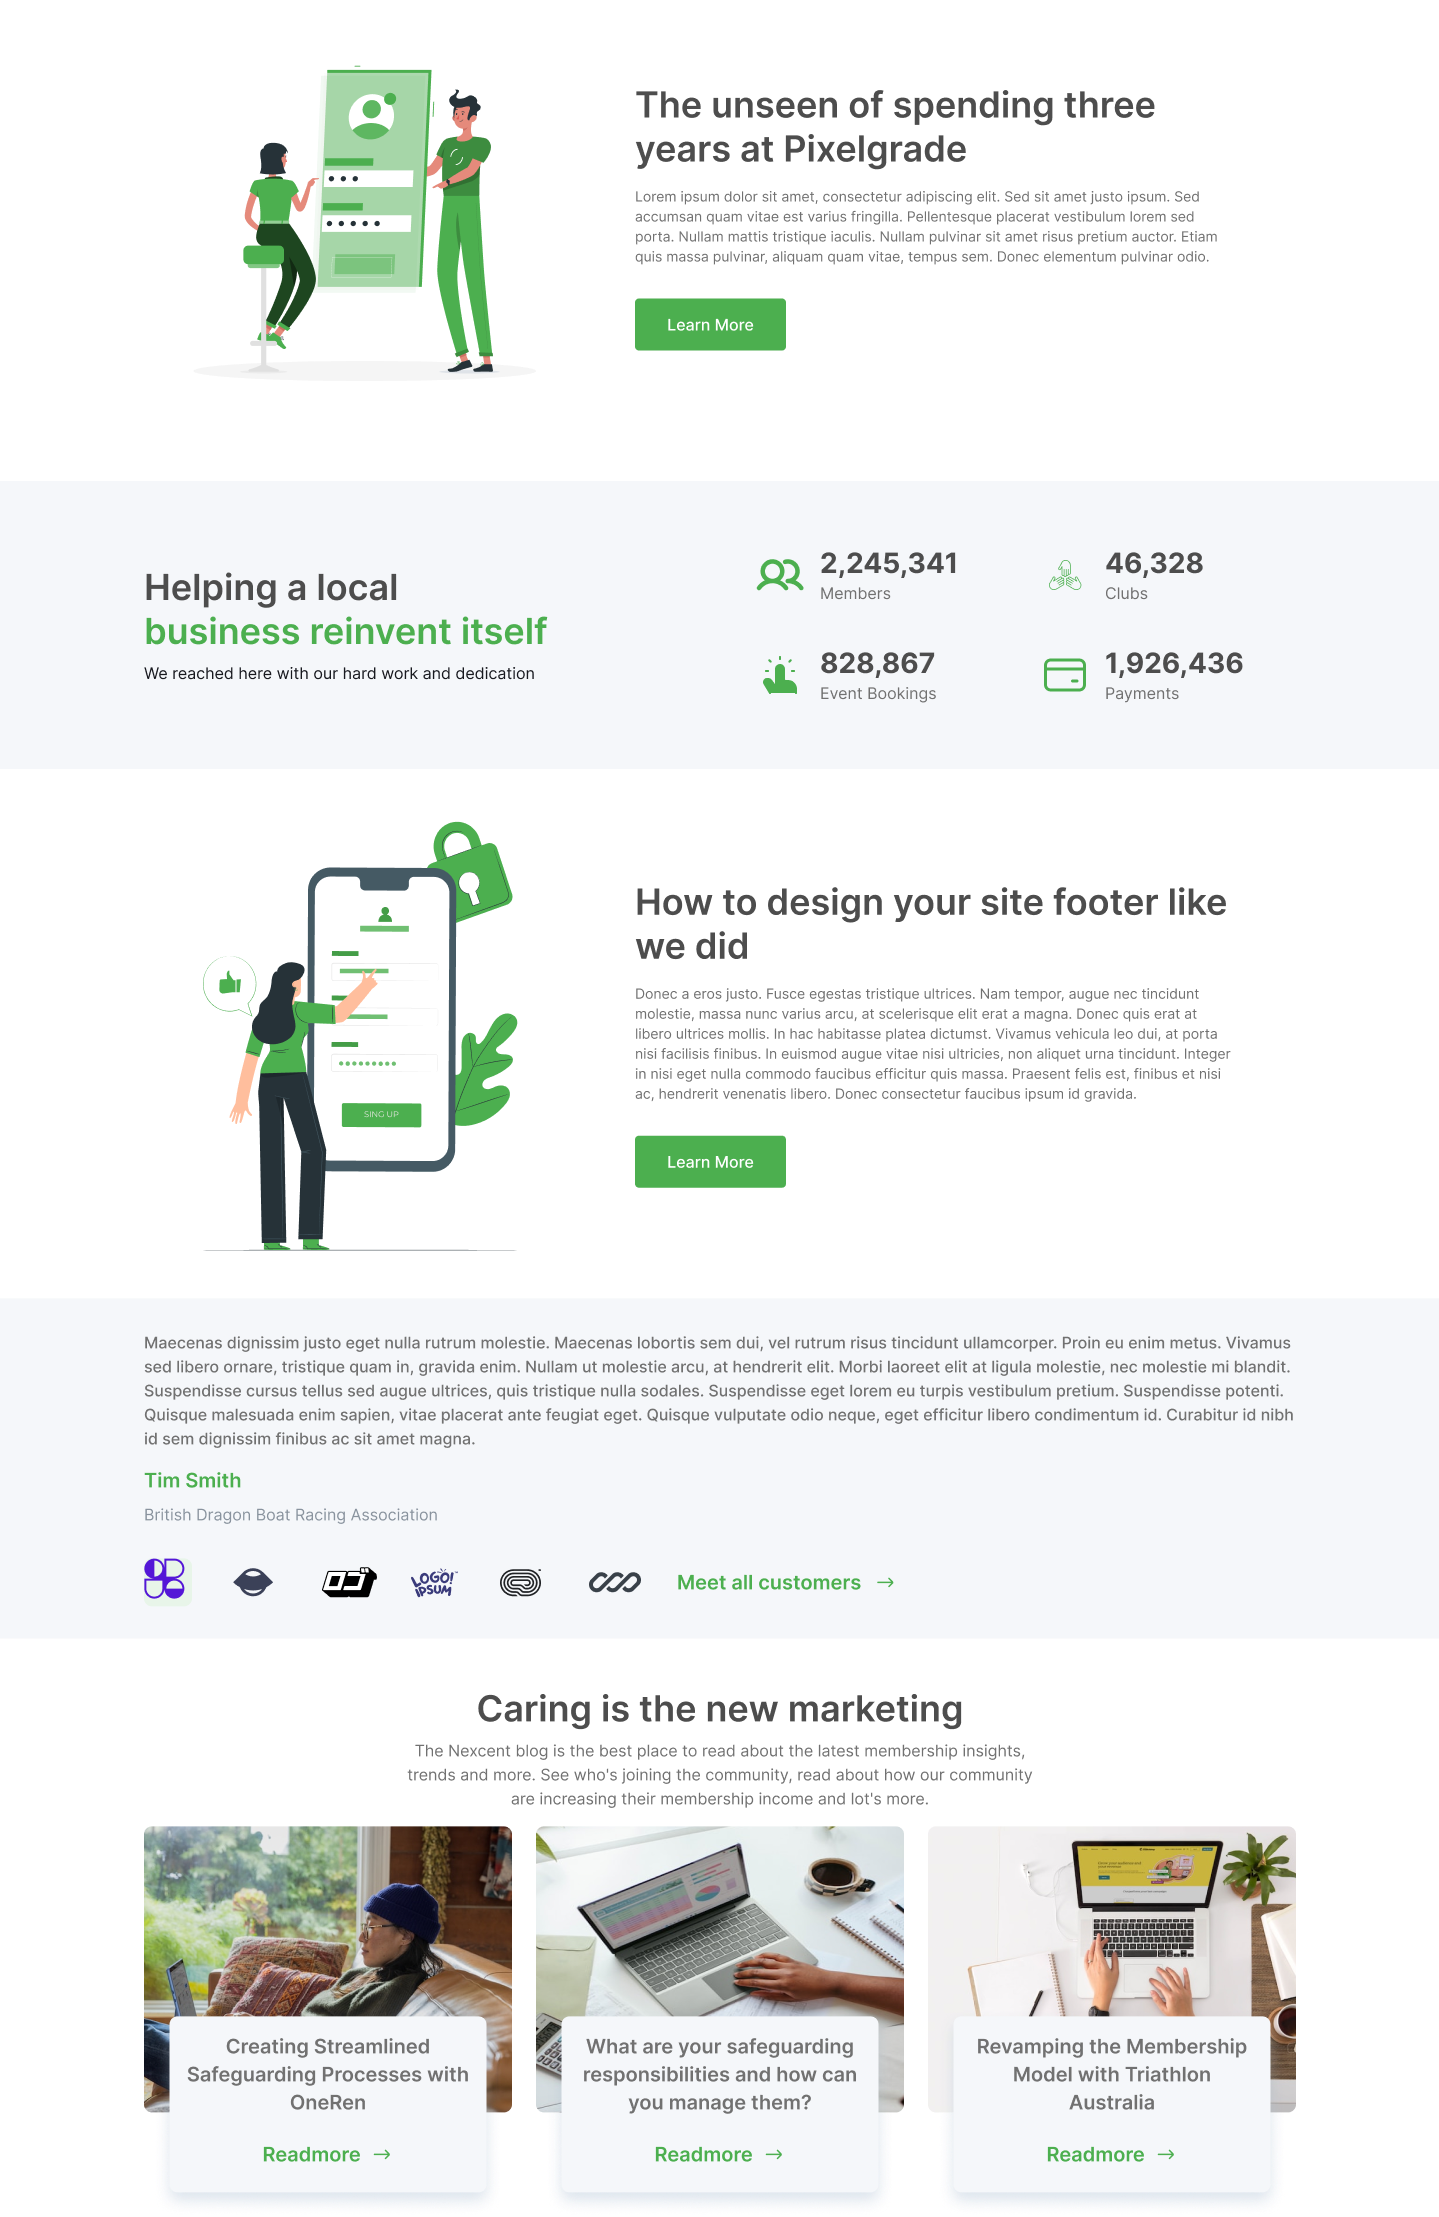 The unseen of spending three
years at Pixelgrade
Lorem ipsum dolor sit amet, consectetur adipiscing elit. Sed sit amet justo ipsum. Sed
accumsan quam vitae est varius fringilla. Pellentesque placerat vestibulum lorem sed
porta. Nullam mattis tristique iaculis. Nullam pulvinar sit amet risus pretium auctor. Etiam
quis massa pulvinar, aliquam quam vitae, tempus sem. Donec elementum pulvinar odio.
Learn More
Helping a local
business reinvent itself
We reached here with our hard work and dedication
2,245,341
Members
46,328
Clubs
828,867
Event Bookings
1,926,436
Payments
SING UP
How to design your site footer like
we did
Donec a eros justo. Fusce egestas tristique ultrices. Nam tempor, augue nec tincidunt
molestie, massa nunc varius arcu, at scelerisque elit erat a magna. Donec quis erat at
libero ultrices mollis. In hac habitasse platea dictumst. Vivamus vehicula leo dui, at porta
nisi facilisis finibus. In euismod augue vitae nisi ultricies, non aliquet urna tincidunt. Integer
in nisi eget nulla commodo faucibus efficitur quis massa. Praesent felis est, finibus et nisi
ac, hendrerit venenatis libero. Donec consectetur faucibus ipsum id gravida.
Learn More
Maecenas dignissim justo eget nulla rutrum molestie. Maecenas lobortis sem dui, vel rutrum risus tincidunt ullamcorper. Proin eu enim metus. Vivamus
sed libero ornare, tristique quam in, gravida enim. Nullam ut molestie arcu, at hendrerit elit. Morbi laoreet elit at ligula molestie, nec molestie mi blandit.
Suspendisse cursus tellus sed augue ultrices, quis tristique nulla sodales. Suspendisse eget lorem eu turpis vestibulum pretium. Suspendisse potenti.
Quisque malesuada enim sapien, vitae placerat ante feugiat eget. Quisque vulputate odio neque, eget efficitur libero condimentum id. Curabitur id nibh
id sem dignissim finibus ac sit amet magna.
Tim Smith
British Dragon Boat Racing Association
LOGO!
IPSUM
Meet all customers →
Caring is the new marketing
The Nexcent blog is the best place to read about the latest membership insights,
trends and more. See who's joining the community, read about how our community
are increasing their membership income and lot's more.
Creating Streamlined
Safeguarding Processes with
OneRen
Readmore →
What are your safeguarding
responsibilities and how can
you manage them?
Readmore →
Revamping the Membership
Model with Triathlon
Australia
Readmore →